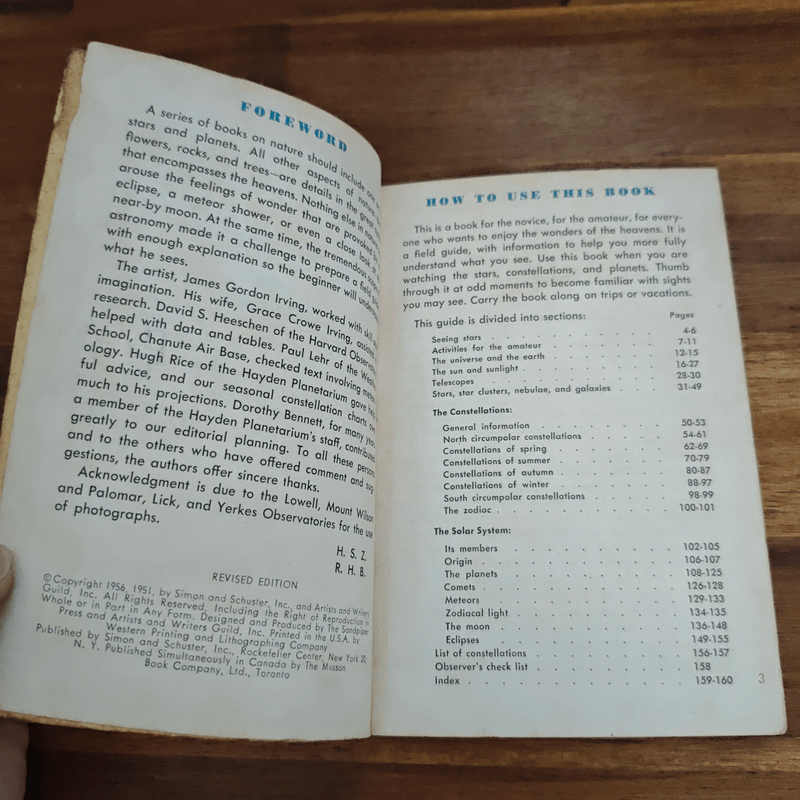 FOREWORD
A series of books on nature should include one on
stars and planets. All other aspects of nature—
flowers, rocks, and trees—are details in the great
that encompasses the heavens. Nothing else in nature
arouse the feelings of wonder that are provoked by
eclipse, a meteor shower, or even a close look at
near-by moon. At the same time, the tremendous
astronomy made it a challenge to prepare a field
with enough explanation so the beginner will understand
what he sees.
The artist, James Gordon Irving, worked with skill and
imagination. His wife, Grace Crowe Irving, assisted
research. David S. Heeschen of the Harvard Observatory
helped with data and tables. Paul Lehr of the Weather
School, Chanute Air Base, checked text involving
ology. Hugh Rice of the Hayden Planetarium gave
ful advice, and our seasonal constellation charts owe
much to his projections. Dorothy Bennett, for many years
a member of the Hayden Planetarium's staff, contributed
greatly to our editorial planning. To all these persons
and to the others who have offered comment and sug-
gestions, the authors offer sincere thanks.
Acknowledgment is due to the Lowell, Mount Wilson
and Palomar, Lick, and Yerkes Observatories for the use
of photographs.
H. S. Z.
R. H. B.
REVISED EDITION
©Copyright 1956, 1951, by Simon and Schuster, Inc., and Artists and Writers
Guild, Inc. All Rights Reserved, Including the Right of Reproduction in
Whole or in Part in Any Form. Designed and Produced by The Sandpiper
Press and Artists and Writers Guild, Inc. Printed in the U.S.A. by
Western Printing and Lithographing Company
Published by Simon and Schuster, Inc., Rockefeller Center, New York 20,
N. Y. Published Simultaneously in Canada by The Musson
Book Company, Ltd., Toronto
HOW TO USE THIS BOOK
This is a book for the novice, for the amateur, for every-
one who wants to enjoy the wonders of the heavens. It is
a field guide, with information to help you more fully
understand what you see. Use this book when you are
watching the stars, constellations, and planets. Thumb
through it at odd moments to become familiar with sights
you may see. Carry the book along on trips or vacations.
This guide is divided into sections: Pages
Seeing stars . . . . . . . . 4-6
Activities for the amateur . . . . . . 7-11
The universe and the earth . . . . . . 12-15
The sun and sunlight . . . . . . . 16-27
Telescopes . . . . . . . . 28-30
Stars, star clusters, nebulae, and galaxies . . . . 31-49
The Constellations:
General information . . . . . . 50-53
North circumpolar constellations . . . . 54-61
Constellations of spring . . . . . . 62-69
Constellations of summer . . . . . . 70-79
Constellations of autumn . . . . . . 80-87
Constellations of winter . . . . . . 88-97
South circumpolar constellations . . . . 98-99
The zodiac . . . . . . . . 100-101
The Solar System:
Its members . . . . . . . . 102-105
Origin . . . . . . . . . 106-107
The planets . . . . . . . . 108-125
Comets . . . . . . . . . 126-128
Meteors . . . . . . . . . 129-133
Zodiacal light . . . . . . . 134-135
The moon . . . . . . . . 136-148
Eclipses . . . . . . . . . 149-155
List of constellations . . . . . . . 156-157
Observer's check list . . . . . . . 158
Index . . . . . . . . . . 159-160
3